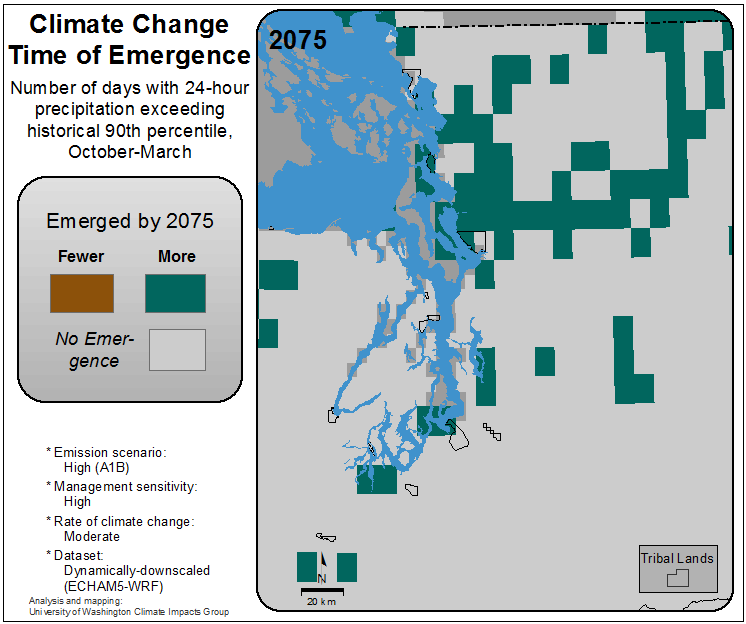 Climate Change
Time of Emergence
Number of days with 24-hour
precipitation exceeding
historical 90th percentile,
October-March
Emerged by 2075
Fewer
More
No Emer-
gence
* Emission scenario:
High (A1B)
* Management sensitivity:
High
* Rate of climate change:
Moderate
* Dataset:
Dynamically-downscaled
(ECHAM5-WRF)
Analysis and mapping:
University of Washington Climate Impacts Group
2075
N
20 km
Tribal Lands